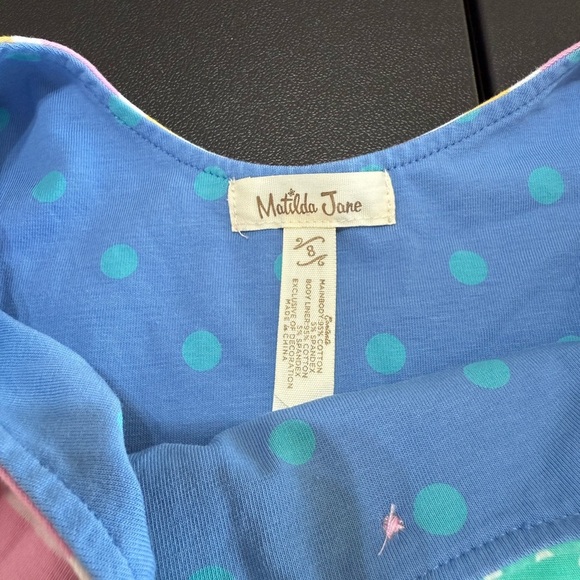 Matilda Jane
8
Contents
MAINBODY:95% COTTON
5% SPANDEX
BODY LINER:95% COTTON
5% SPANDEX
EXCLUSIVE OF DECORATION
MADE IN CHINA